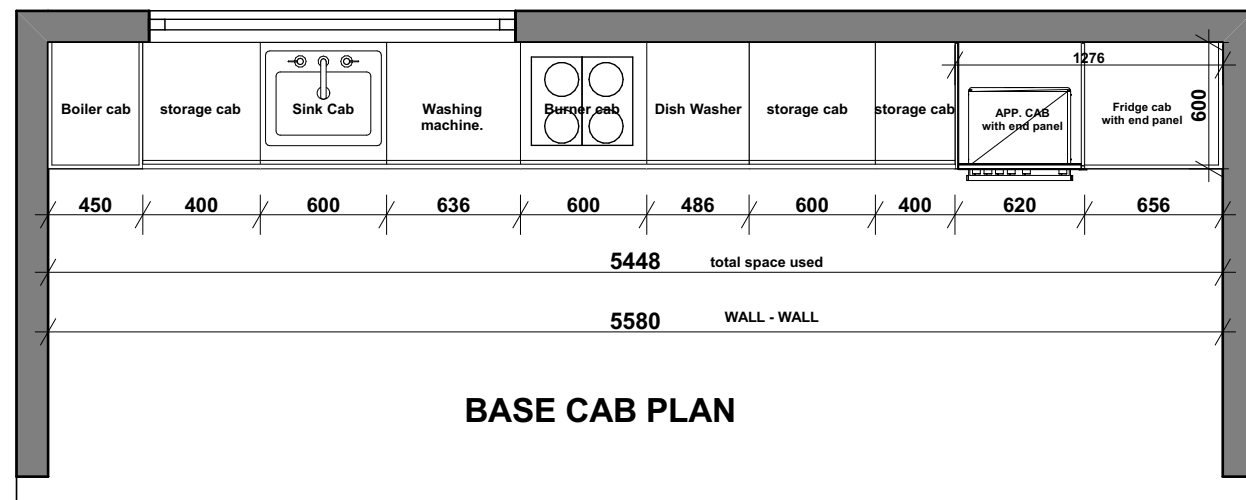 1276
600
Boiler cab
storage cab
Sink Cab
Washing
machine.
Burner cab
Dish Washer
storage cab
storage cab
APP. CAB
with end panel
Fridge cab
with end panel
450
400
600
636
600
486
600
400
620
656
5448
total space used
5580
WALL - WALL
BASE CAB PLAN